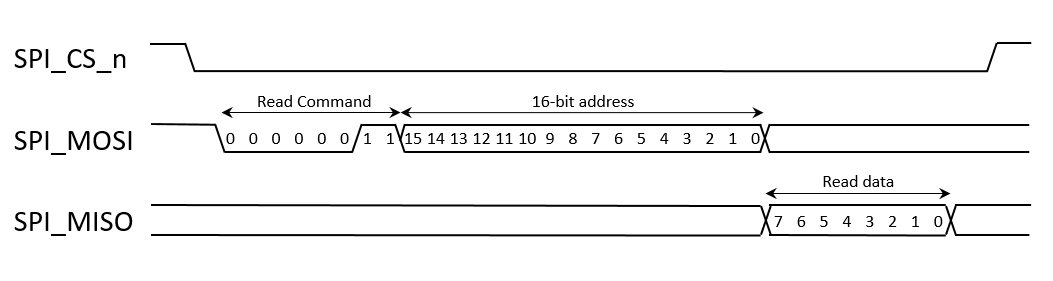 SPI_CS_n
Read Command 16-bit address
SPI_MOSI 0 0 0 0 0 0 1 1 15 14 13 12 11 10 9 8 7 6 5 4 3 2 1 0
Read data
SPI_MISO 7 6 5 4 3 2 1 0